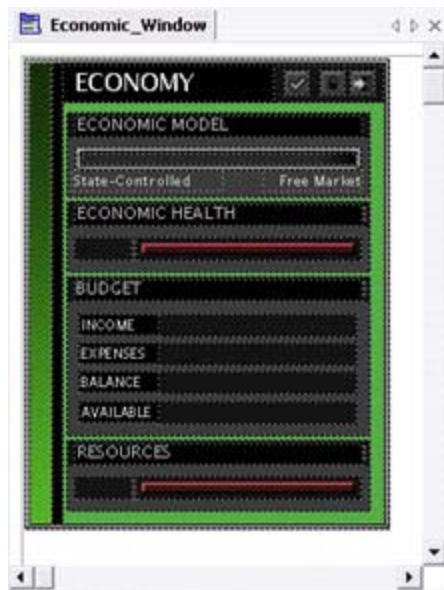 Economic_Window
ECONOMY
ECONOMIC MODEL
State-Controlled Free Market
ECONOMIC HEALTH
BUDGET
INCOME
EXPENSES
BALANCE
AVAILABLE
RESOURCES